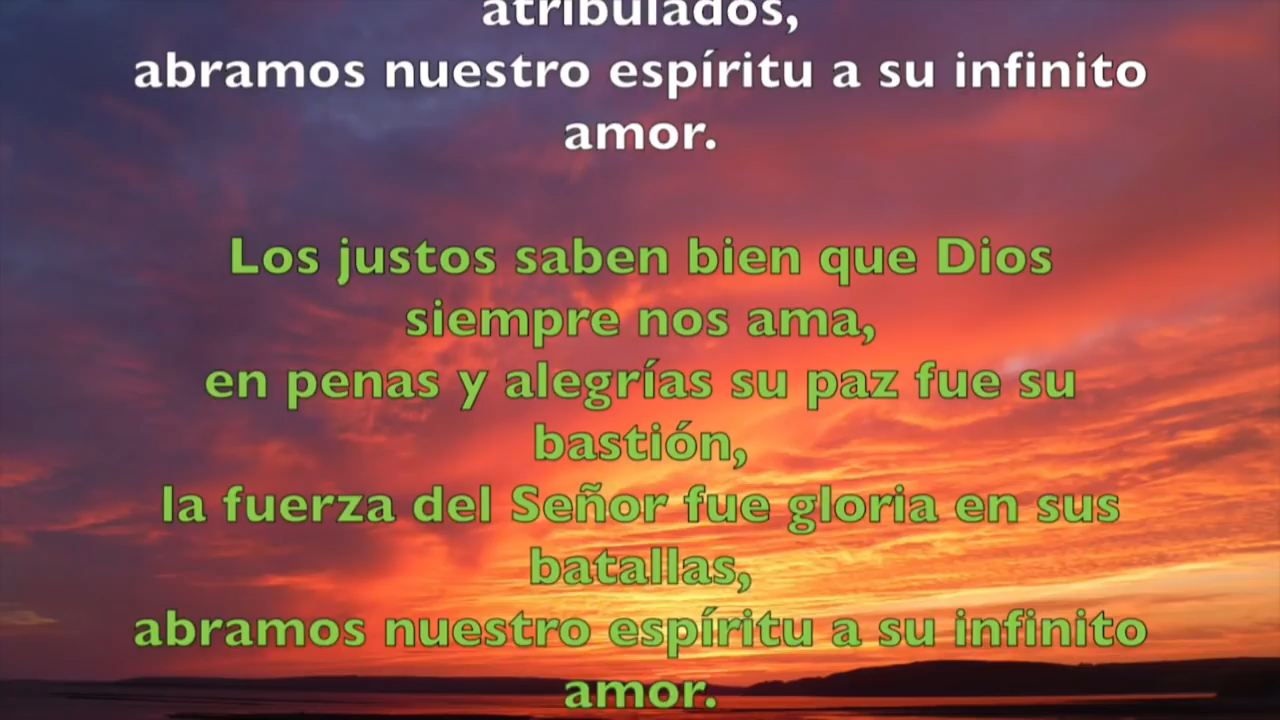 atribulados,
abramos nuestro espíritu a su infinito
amor.
Los justos saben bien que Dios
siempre nos ama,
en penas y alegrías su paz fue su
bastión,
la fuerza del Señor fue gloria en sus
batallas,
abramos nuestro espíritu a su infinito
amor.